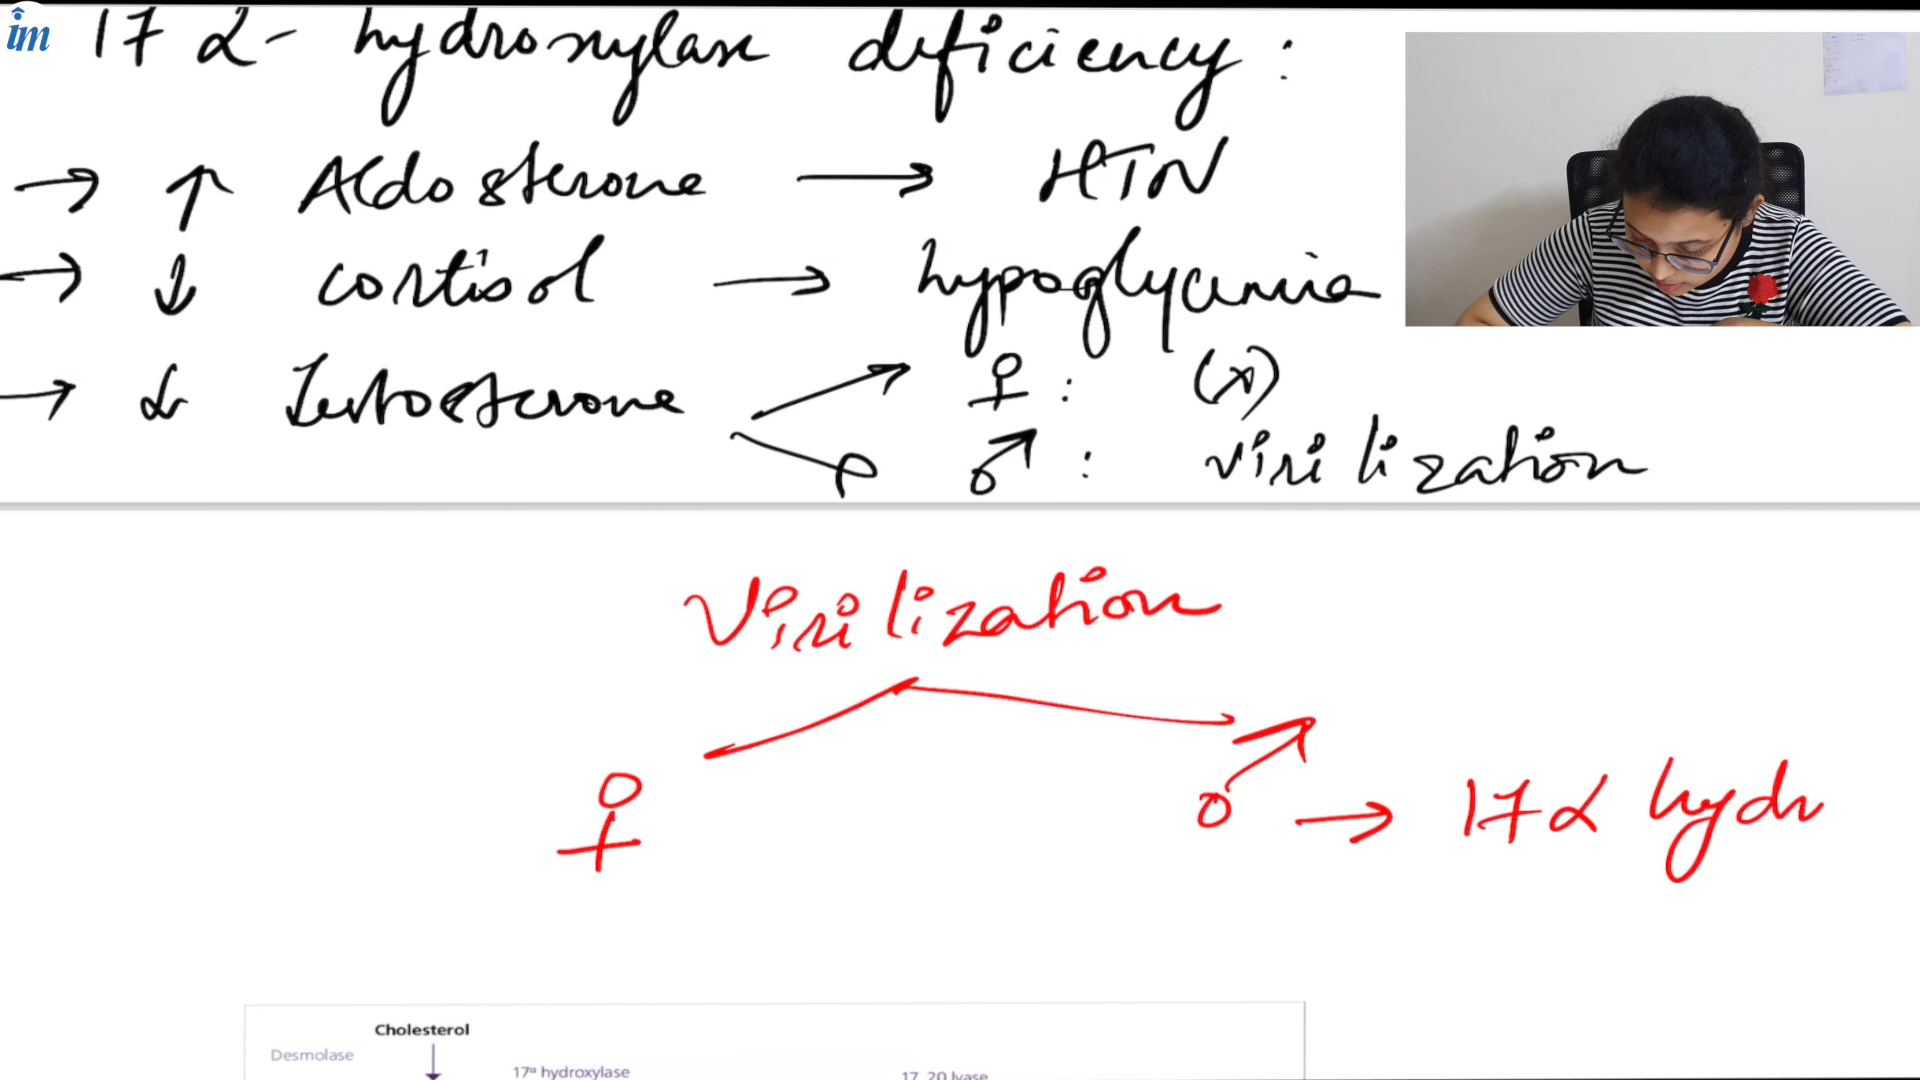 im
17 α- hydroxylase deficiency :
→ ↑ Aldosterone → HTN
→ ↓ cortisol → hypoglycemia
→ ↓ Testosterone → ♀ : (x)
→ ♂ : virilization
Virilization
♀ ♂ → 17 α hydr
Cholesterol
Desmolase
17α hydroxylase 17, 20 lyase